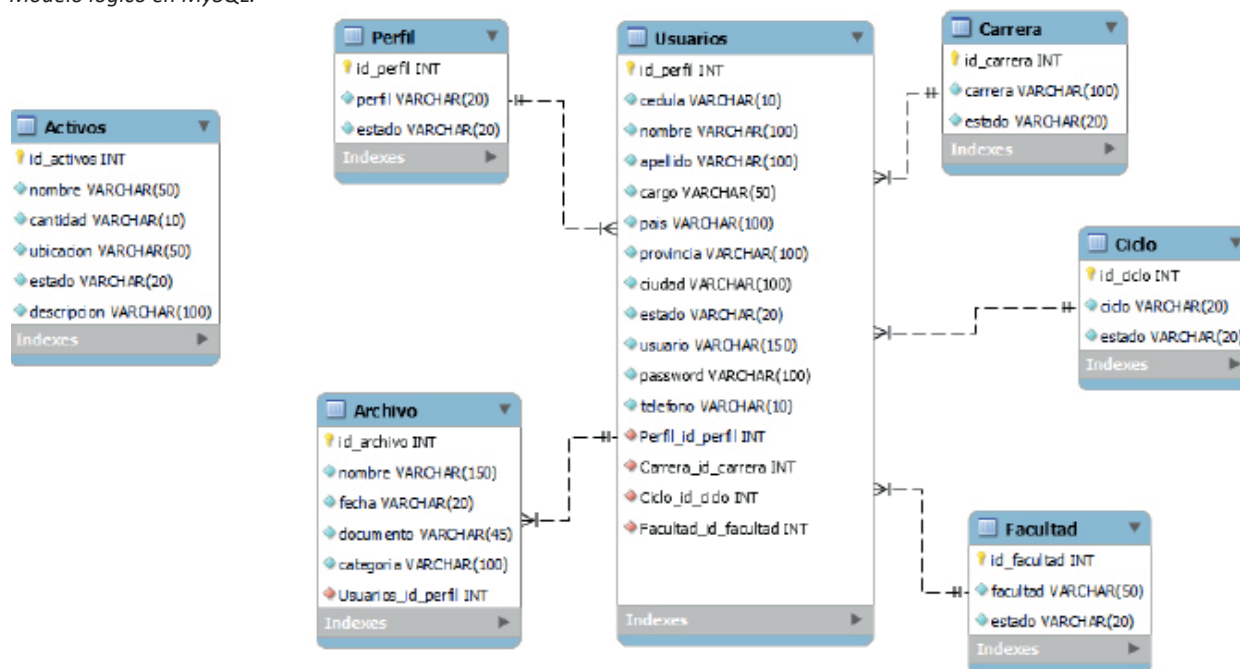 Modelo lógico en MySQL.
Perfil
id_perfil INT
perfil VARCHAR(20)
estado VARCHAR(20)
Indexes
Usuarios
id_perfil INT
cedula VARCHAR(10)
nombre VARCHAR(100)
apellido VARCHAR(100)
cargo VARCHAR(50)
pais VARCHAR(100)
provincia VARCHAR(100)
ciudad VARCHAR(100)
estado VARCHAR(20)
usuario VARCHAR(150)
password VARCHAR(100)
telefono VARCHAR(10)
Perfil_id_perfil INT
Carrera_id_carrera INT
Ciclo_id_ciclo INT
Facultad_id_facultad INT
Indexes
Carrera
id_carrera INT
carrera VARCHAR(100)
estado VARCHAR(20)
Indexes
Activos
id_activos INT
nombre VARCHAR(50)
cantidad VARCHAR(10)
ubicacion VARCHAR(50)
estado VARCHAR(20)
descripcion VARCHAR(100)
Indexes
Ciclo
id_ciclo INT
ciclo VARCHAR(20)
estado VARCHAR(20)
Indexes
Archivo
id_archivo INT
nombre VARCHAR(150)
fecha VARCHAR(20)
documento VARCHAR(45)
categoria VARCHAR(100)
Usuarios_id_perfil INT
Indexes
Facultad
id_facultad INT
facultad VARCHAR(50)
estado VARCHAR(20)
Indexes